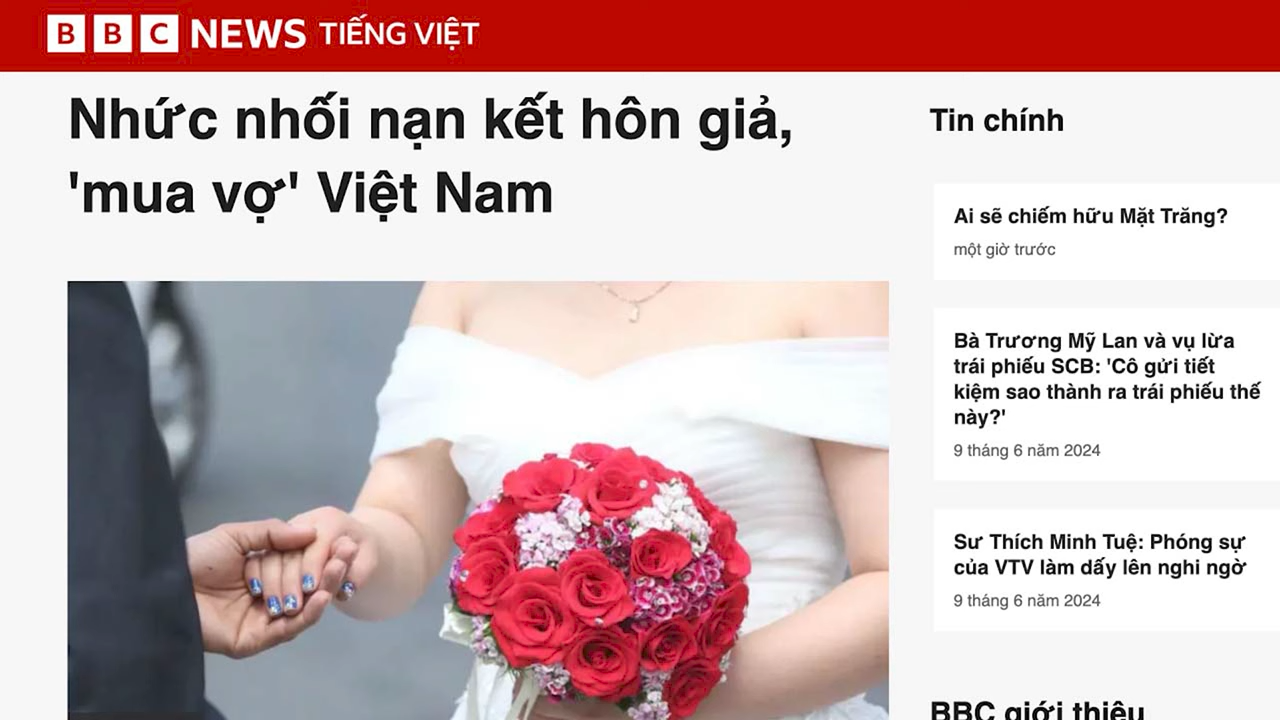 BBC NEWS TIẾNG VIỆT
Nhức nhối nạn kết hôn giả,
'mua vợ' Việt Nam
Tin chính
Ai sẽ chiếm hữu Mặt Trăng?
một giờ trước
Bà Trương Mỹ Lan và vụ lừa
trái phiếu SCB: 'Cô gửi tiết
kiệm sao thành ra trái phiếu thế
này?'
9 tháng 6 năm 2024
Sư Thích Minh Tuệ: Phóng sự
của VTV làm dấy lên nghi ngờ
9 tháng 6 năm 2024
BBC giới thiệu